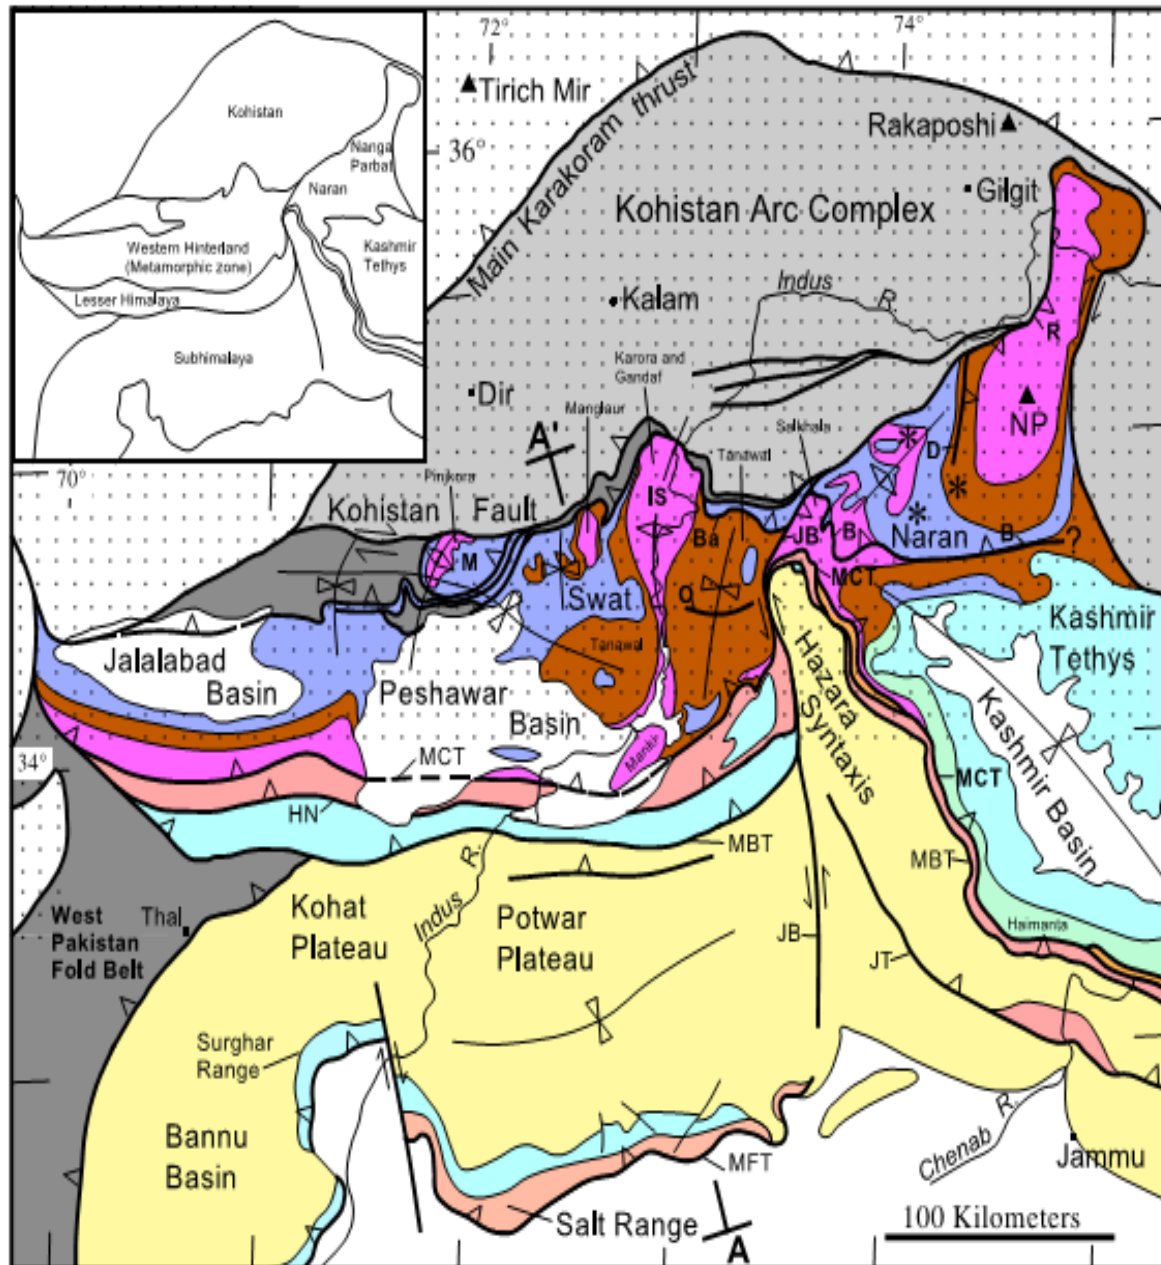 72°
74°
Tirich Mir
Main Karakoram thrust
Rakaposhi
Kohistan
36°
Nanga
Parbat
Naran
Gilgit
Kohistan Arc Complex
Western Hinterland
(Metamorphic zone)
Kashmir
Tethys
Indus
R.
Kalam
Lesser Himalaya
R
Subhimalaya
Karora and
Gandaf
Dir
Manglaur
Salkhala
NP
A'
D
Tanawal
70°
Pinjkora
IS
*
*
*
Kohistan Fault
JB
B
Naran
B
?
M
Ba
MCT
Swat
O
Kashmir
Tethys
Jalalabad
Basin
Tanawal
Hazara
Syntaxis
Peshawar
Basin
Kashmir Basin
34°
MCT
Mankir
MCT
HN
MBT
R.
MBT
West
Pakistan
Fold Belt
Thal
Kohat
Plateau
Indus
Potwar
Plateau
Haimanta
JB
JT
Surghar
Range
R.
Bannu
Basin
Chenab
Jammu
MFT
Salt Range
100 Kilometers
A